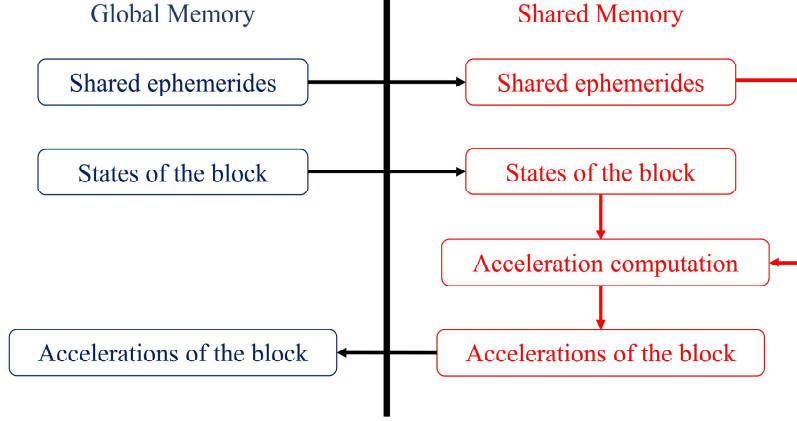 Global Memory
Shared Memory
Shared ephemerides
Shared ephemerides
States of the block
States of the block
Acceleration computation
Accelerations of the block
Accelerations of the block